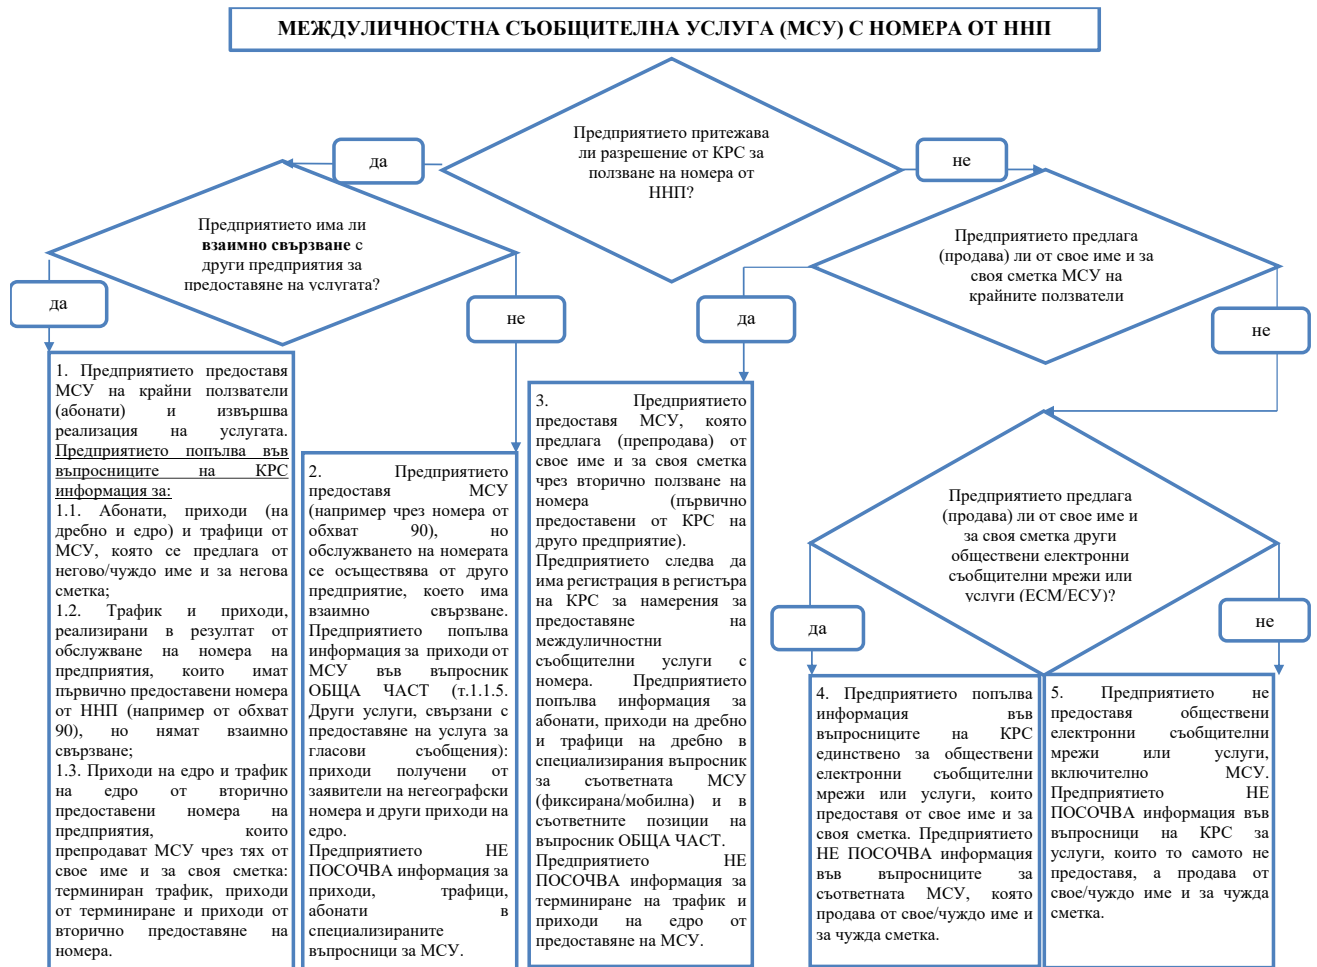 МЕЖДУЛИЧНОСТНА СЪОБЩИТЕЛНА УСЛУГА (МСУ) С НОМЕРА ОТ ННП
Предприятието притежава
ли разрешение от КРС за
ползване на номера от
ННП?
да
не
Предприятието има ли
взаимно свързване с
други предприятия за
предоставяне на услугата?
Предприятието предлага
(продава) ли от свое име и за
своя сметка МСУ на
крайните ползватели
да
не
да
не
1. Предприятието предоставя
МСУ на крайни ползватели
(абонати) и извършва
реализация на услугата.
Предприятието попълва във
въпросниците на КРС
информация за:
1.1. Абонати, приходи (на
дребно и едро) и трафици от
МСУ, която се предлага от
негово/чуждо име и за негова
сметка;
1.2. Трафик и приходи,
реализирани в резултат от
обслужване на номера на
предприятия, които имат
първично предоставени номера
от ННП (например от обхват
90), но нямат взаимно
свързване;
1.3. Приходи на едро и трафик
на едро от вторично
предоставени номера на
предприятия, които
препродават МСУ чрез тях от
свое име и за своя сметка:
терминиран трафик, приходи
от терминиране и приходи от
вторично предоставяне на
номера.
2. Предприятието
предоставя МСУ
(например чрез номера от
обхват 90), но
обслужването на номерата
се осъществява от друго
предприятие, което има
взаимно свързване.
Предприятието попълва
информация за приходи от
МСУ във въпросник
ОБЩА ЧАСТ (т.1.1.5.
Други услуги, свързани с
предоставяне на услуга за
гласови съобщения):
приходи получени от
заявители на негеографски
номера и други приходи на
едро.
Предприятието НЕ
ПОСОЧВА информация за
приходи, трафици,
абонати в
специализираните
въпросници за МСУ.
3. Предприятието
предоставя МСУ, която
предлага (препродава) от
свое име и за своя сметка
чрез вторично ползване на
номера (първично
предоставени от КРС на
друго предприятие).
Предприятието следва да
има регистрация в регистъра
на КРС за намерения за
предоставяне на
междуличностни
съобщителни услуги с
номера. Предприятието
попълва информация за
абонати, приходи на дребно
и трафици на дребно в
специализирания въпросник
за съответната МСУ
(фиксирана/мобилна) и в
съответните позиции на
въпросник ОБЩА ЧАСТ.
Предприятието НЕ
ПОСОЧВА информация за
терминиране на трафик и
приходи на едро от
предоставяне на МСУ.
Предприятието предлага
(продава) ли от свое име и
за своя сметка други
обществени електронни
съобщителни мрежи или
услуги (ЕСМ/ЕСУ)?
да
не
4. Предприятието попълва
информация във
въпросниците на КРС
единствено за обществени
електронни съобщителни
мрежи или услуги, които
предоставя от свое име и за
своя сметка. Предприятието
НЕ ПОСОЧВА информация
във въпросниците за
съответната МСУ, която
продава от свое/чуждо име и
за чужда сметка.
5. Предприятието не
предоставя обществени
електронни съобщителни
мрежи или услуги,
включително МСУ.
Предприятието НЕ
ПОСОЧВА информация във
въпросници на КРС за
услуги, които то самото не
предоставя, а продава от
свое/чуждо име и за чужда
сметка.